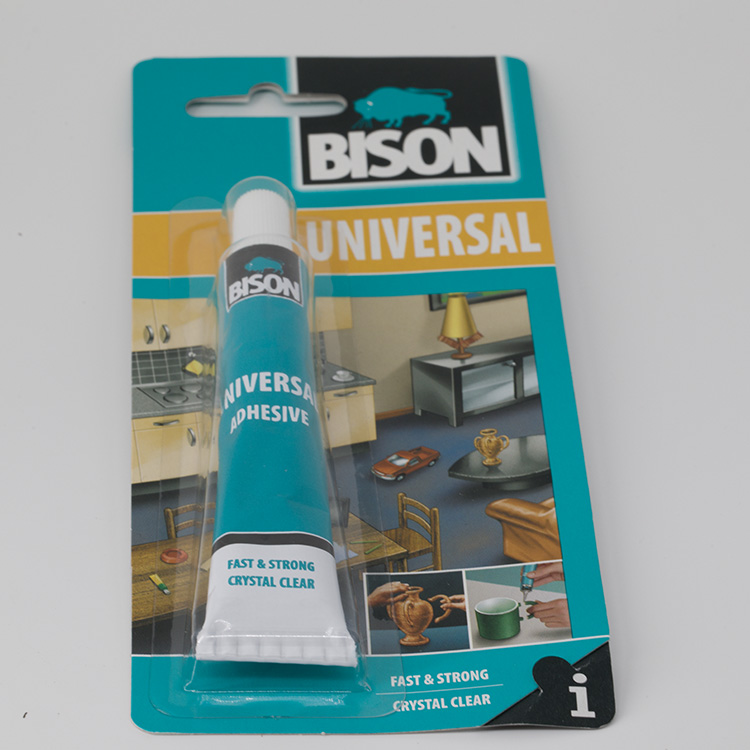 BISON
UNIVERSAL
BISON
NIVERSA
ADHESIVE
FAST & STRONG
CRYSTAL CLEAR
FAST & STRONG
CRYSTAL CLEAR
i